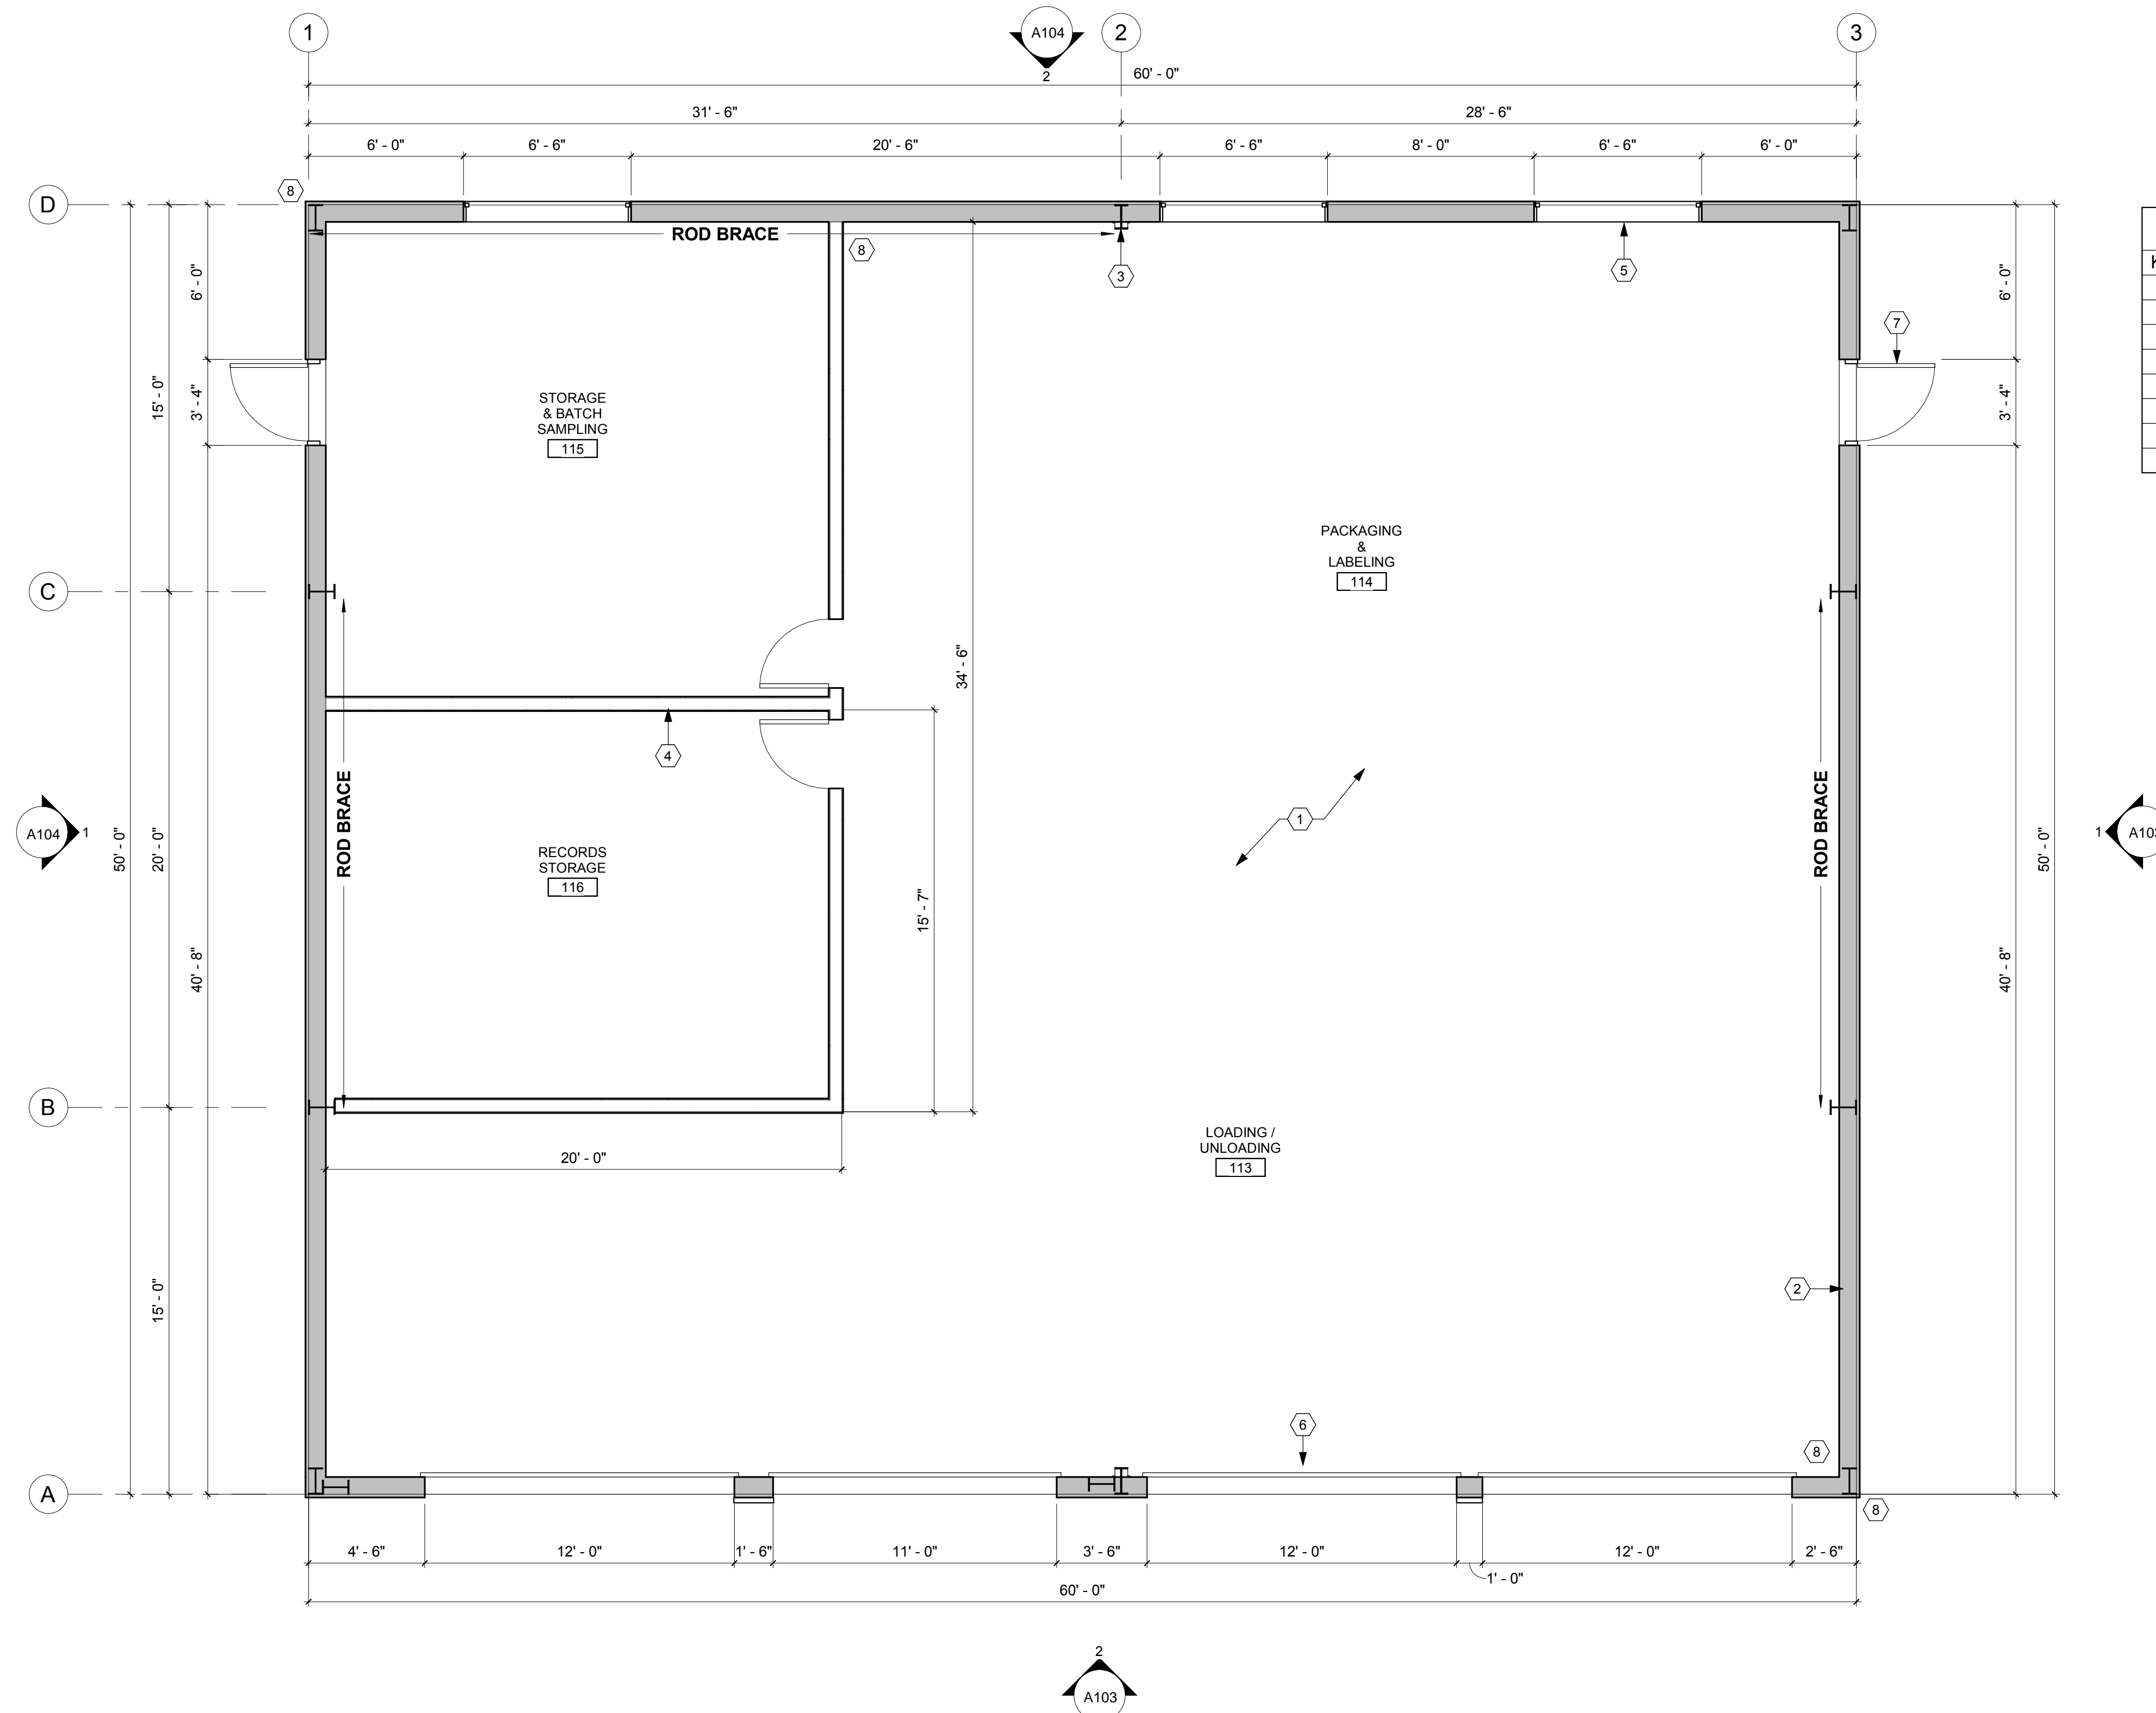 1
A104
2
2
3
60' - 0"
31' - 6"
28' - 6"
6' - 0"
6' - 6"
20' - 6"
6' - 6"
8' - 0"
6' - 6"
6' - 0"
8
D
ROD BRACE
8
3
5
6' - 0"
6' - 0"
7
15' - 0"
3' - 4"
3' - 4"
STORAGE
& BATCH
SAMPLING
115
PACKAGING
&
LABELING
114
C
34' - 6"
4
ROD BRACE
1
ROD BRACE
A104
1
50' - 0"
20' - 0"
50' - 0"
1
RECORDS
STORAGE
116
15' - 7"
40' - 8"
40' - 8"
B
LOADING /
UNLOADING
113
20' - 0"
15' - 0"
2
6
8
A
8
4' - 6"
12' - 0"
1' - 6"
11' - 0"
3' - 6"
12' - 0"
12' - 0"
2' - 6"
1' - 0"
60' - 0"
2
A103